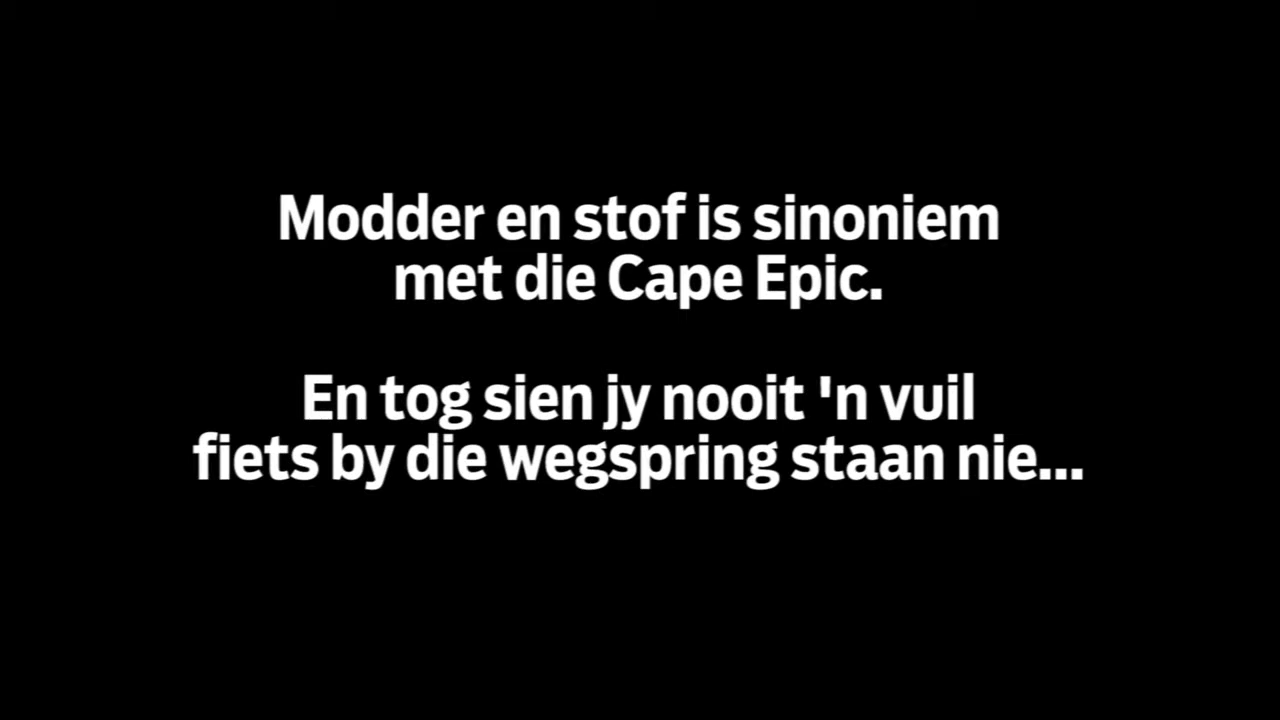 Modder en stof is sinoniem
met die Cape Epic.
En tog sien jy nooit 'n vuil
fiets by die wegspring staan nie...